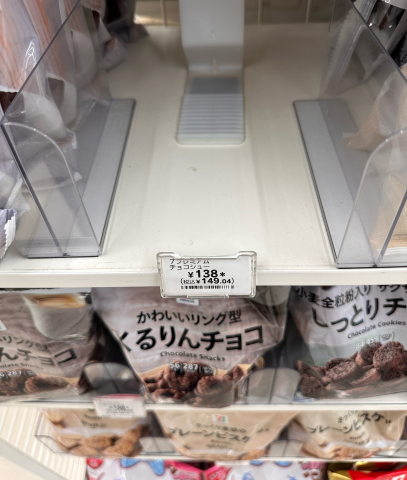 7プレミアム
チョコシュー
¥138*
(税込¥149.04)
かわいいリング型
くるりんチョコ
Chocolate Snacks
りんチョコ
小麦全粒粉入り
しっとりチ
Chocolate Cookies
プレーンビスケ